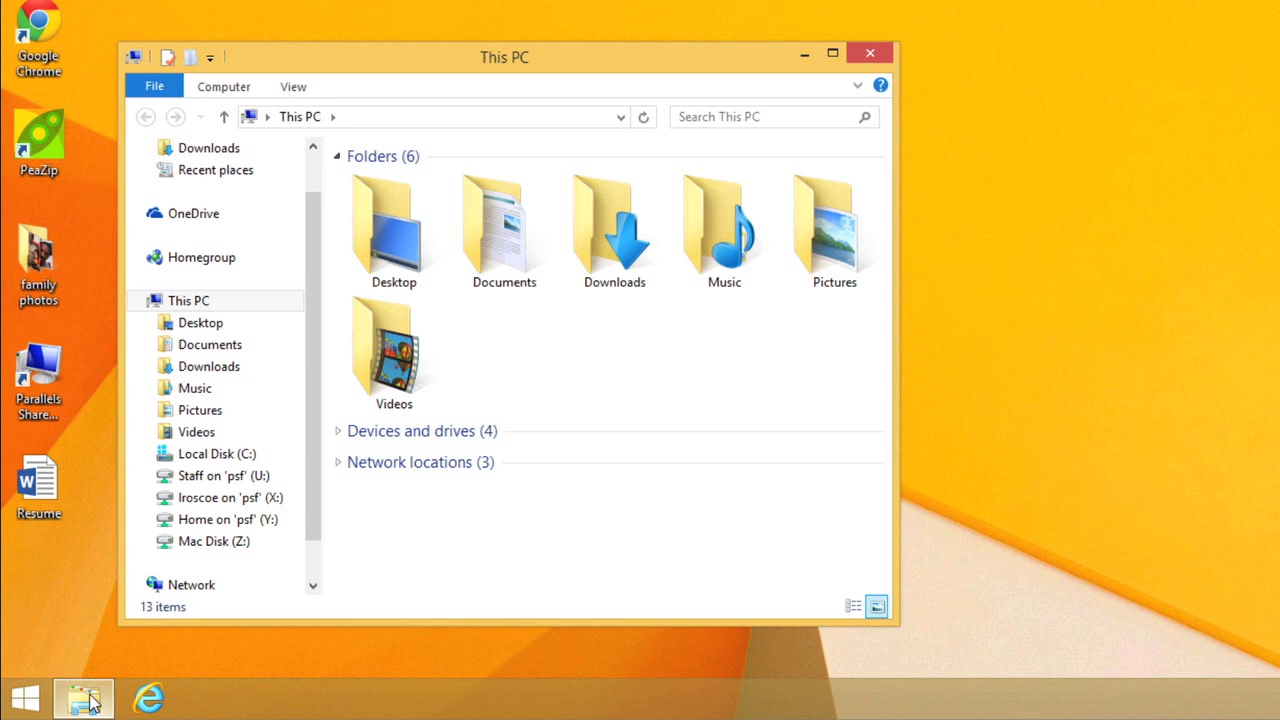 Google
Chrome
PeaZip
family
photos
Parallels
Share...
Resume
This PC
File
Computer
View
This PC
Search This PC
Downloads
Recent places
OneDrive
Homegroup
This PC
Desktop
Documents
Downloads
Music
Pictures
Videos
Local Disk (C:)
Staff on 'psf' (U:)
Iroscoe on 'psf' (X:)
Home on 'psf' (Y:)
Mac Disk (Z:)
Network
Folders (6)
Desktop
Documents
Downloads
Music
Pictures
Videos
Devices and drives (4)
Network locations (3)
13 items